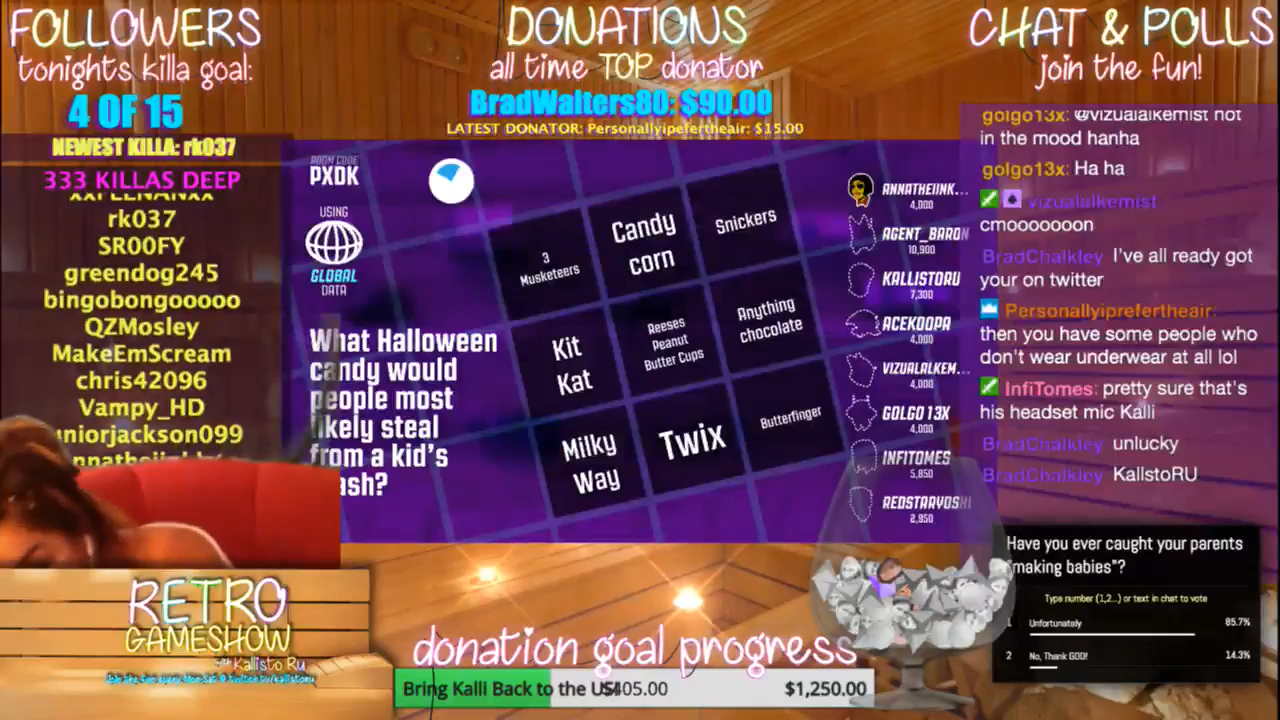 FOLLOWERS
tonights killa goal:
4 OF 15
NEWEST KILLA: rk037
333 KILLAS DEEP
rk037
SR00FY
greendog245
bingobongooooo
QZMosley
MakeEmScream
chris42096
Vampy_HD
uniorjackson099
RETRO
GAMESHOW
with Kallisto Ru
DONATIONS
all time TOP donator
BradWalters80: $90.00
LATEST DONATOR: Personallyipefertheair: $15.00
ROOM CODE
PXDK
USING
GLOBAL
DATA
What Halloween
candy would
people most
likely steal
from a kid's
ash?
3
Musketeers
Candy
corn
Snickers
Kit
Kat
Reeses
Peanut
Butter Cups
Anything
chocolate
Milky
Way
Twix
Butterfinger
ANNATHEIINK...
4,000
AGENT_BARON
10,900
KALLISTORU
7,300
ACEKOOPA
4,000
VIZUALALKEM...
4,000
GOLGO13X
4,000
INFITOMES
5,850
REDSTARYOSHI
2,950
donation goal progress
Bring Kalli Back to the US!
$405.00
$1,250.00
CHAT & POLLS
join the fun!
golgo13x: @vizualalkemist not
in the mood hanha
golgo13x: Ha ha
vizualalkemist
cmooooooon
BradChalkley I've all ready got
your on twitter
Personallyiprefertheair:
then you have some people who
don't wear underwear at all lol
InfiTomes: pretty sure that's
his headset mic Kalli
BradChalkley unlucky
BradChalkley KallstoRU
Have you ever caught your parents
"making babies"?
Type number (1,2...) or text in chat to vote
1 Unfortunately 85.7%
2 No, Thank GOD! 14.3%